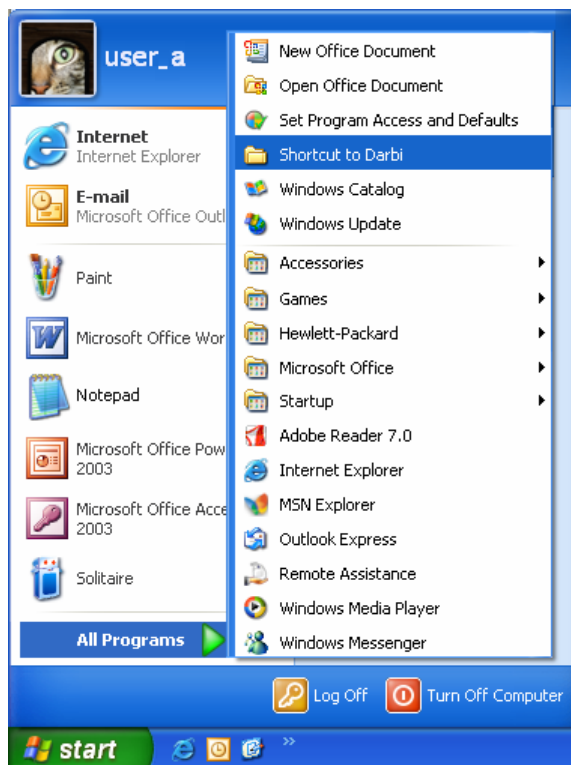 user_a
Internet
Internet Explorer
E-mail
Microsoft Office Outl
Paint
Microsoft Office Wor
Notepad
Microsoft Office Pow
2003
Microsoft Office Acce
2003
Solitaire
All Programs
New Office Document
Open Office Document
Set Program Access and Defaults
Shortcut to Darbi
Windows Catalog
Windows Update
Accessories
Games
Hewlett-Packard
Microsoft Office
Startup
Adobe Reader 7.0
Internet Explorer
MSN Explorer
Outlook Express
Remote Assistance
Windows Media Player
Windows Messenger
Log Off
Turn Off Computer
start